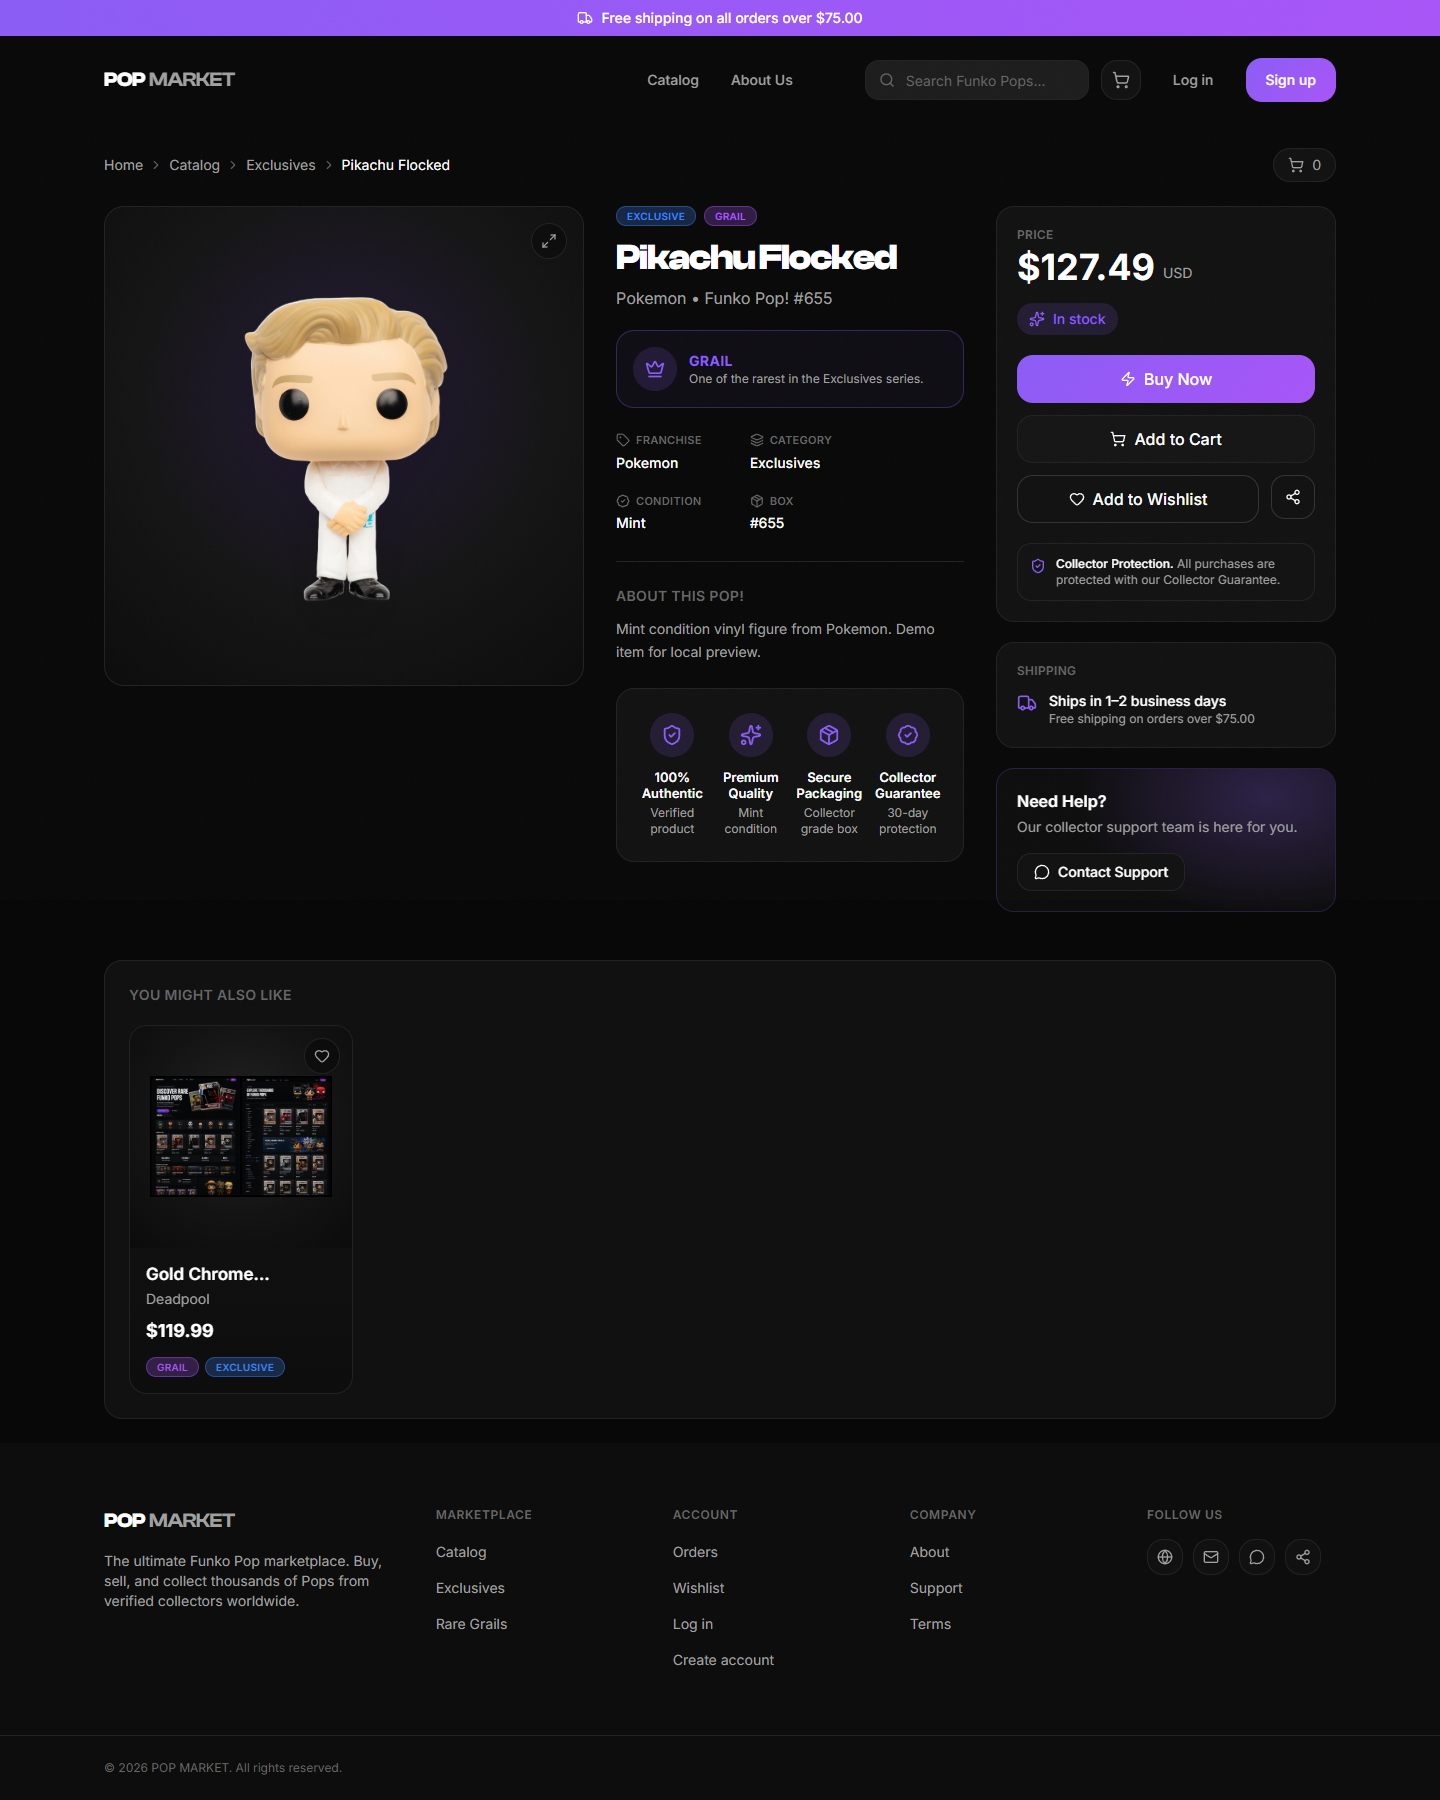 Free shipping on all orders over $75.00
POP MARKET
Catalog
About Us
Search Funko Pops...
Log in
Sign up
Home > Catalog > Exclusives > Pikachu Flocked
0
EXCLUSIVE
GRAIL
Pikachu Flocked
Pokemon • Funko Pop! #655
GRAIL
One of the rarest in the Exclusives series.
FRANCHISE
Pokemon
CATEGORY
Exclusives
CONDITION
Mint
BOX
#655
ABOUT THIS POP!
Mint condition vinyl figure from Pokemon. Demo
item for local preview.
100%
Authentic
Verified
product
Premium
Quality
Mint
condition
Secure
Packaging
Collector
grade box
Collector
Guarantee
30-day
protection
PRICE
$127.49 USD
In stock
Buy Now
Add to Cart
Add to Wishlist
Collector Protection. All purchases are
protected with our Collector Guarantee.
SHIPPING
Ships in 1–2 business days
Free shipping on orders over $75.00
Need Help?
Our collector support team is here for you.
Contact Support
YOU MIGHT ALSO LIKE
DISCOVER RARE
FUNKO POPS
Gold Chrome...
Deadpool
$119.99
GRAIL
EXCLUSIVE
POP MARKET
The ultimate Funko Pop marketplace. Buy,
sell, and collect thousands of Pops from
verified collectors worldwide.
MARKETPLACE
Catalog
Exclusives
Rare Grails
ACCOUNT
Orders
Wishlist
Log in
Create account
COMPANY
About
Support
Terms
FOLLOW US
© 2026 POP MARKET. All rights reserved.